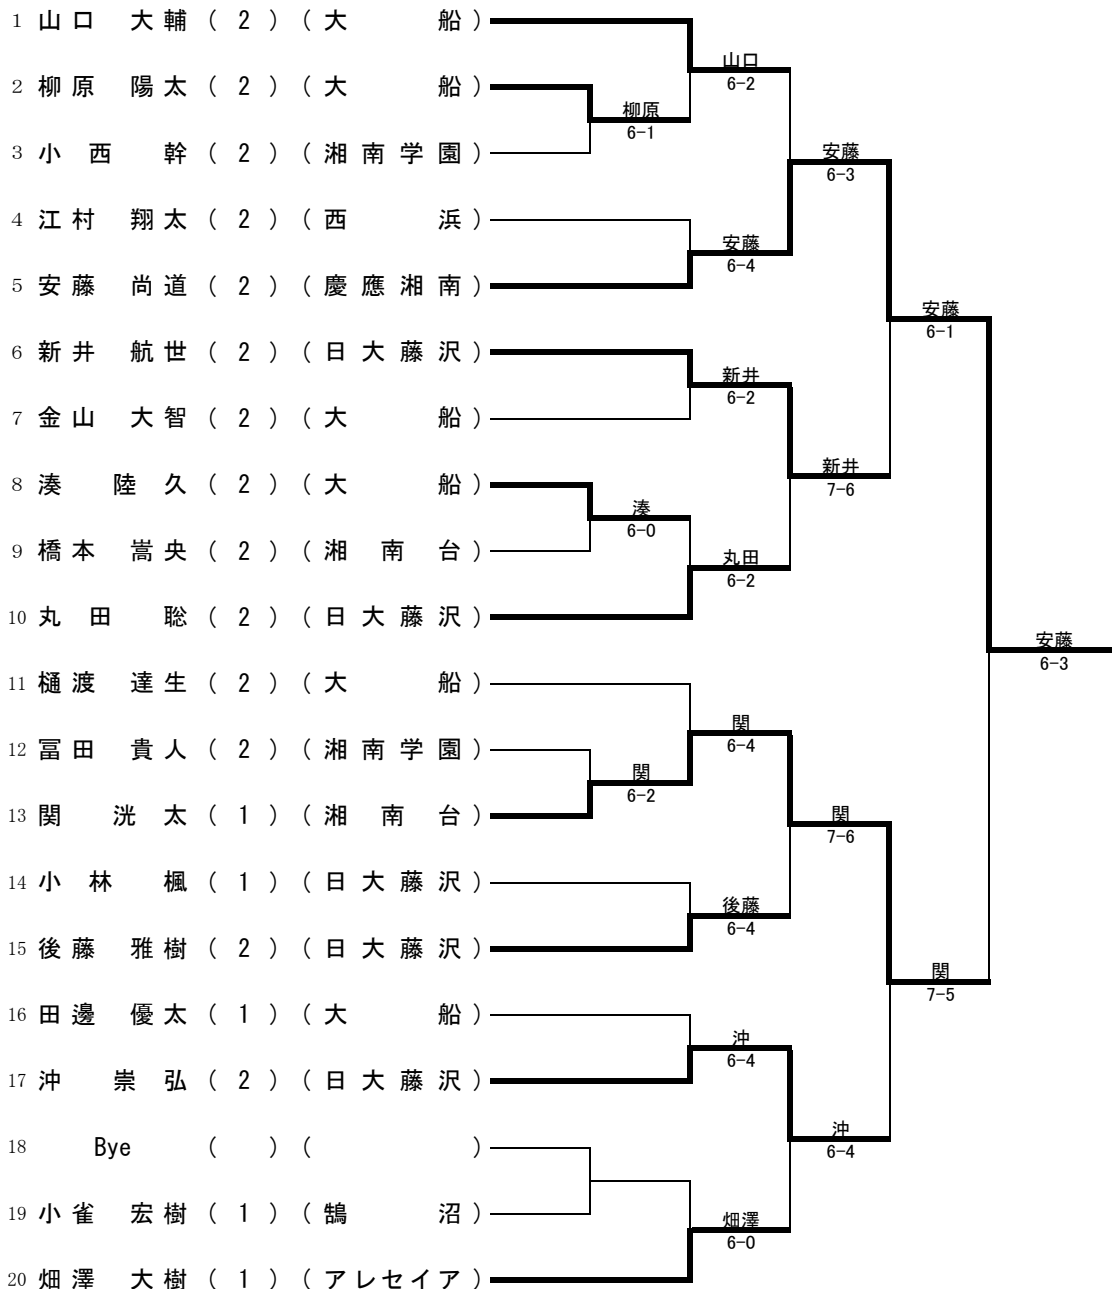 1 山口 大輔 ( 2 ) ( 大 船 )
山口
6-2
2 柳原 陽太 ( 2 ) ( 大 船 )
柳原
6-1
3 小西 幹 ( 2 ) ( 湘南学園 )
安藤
6-3
4 江村 翔太 ( 2 ) ( 西 浜 )
安藤
6-4
5 安藤 尚道 ( 2 ) ( 慶應湘南 )
安藤
6-1
6 新井 航世 ( 2 ) ( 日大藤沢 )
新井
6-2
7 金山 大智 ( 2 ) ( 大 船 )
新井
7-6
8 湊 陸久 ( 2 ) ( 大 船 )
湊
6-0
9 橋本 嵩央 ( 2 ) ( 湘南台 )
丸田
6-2
10 丸田 聡 ( 2 ) ( 日大藤沢 )
安藤
6-3
11 樋渡 達生 ( 2 ) ( 大 船 )
関
6-4
12 冨田 貴人 ( 2 ) ( 湘南学園 )
関
6-2
13 関 洸太 ( 1 ) ( 湘南台 )
関
7-6
14 小林 楓 ( 1 ) ( 日大藤沢 )
後藤
6-4
15 後藤 雅樹 ( 2 ) ( 日大藤沢 )
関
7-5
16 田邊 優太 ( 1 ) ( 大 船 )
沖
6-4
17 沖 崇弘 ( 2 ) ( 日大藤沢 )
沖
6-4
18 Bye ( ) ( )
19 小雀 宏樹 ( 1 ) ( 鵠 沼 )
畑澤
6-0
20 畑澤 大樹 ( 1 ) ( アレセイア )